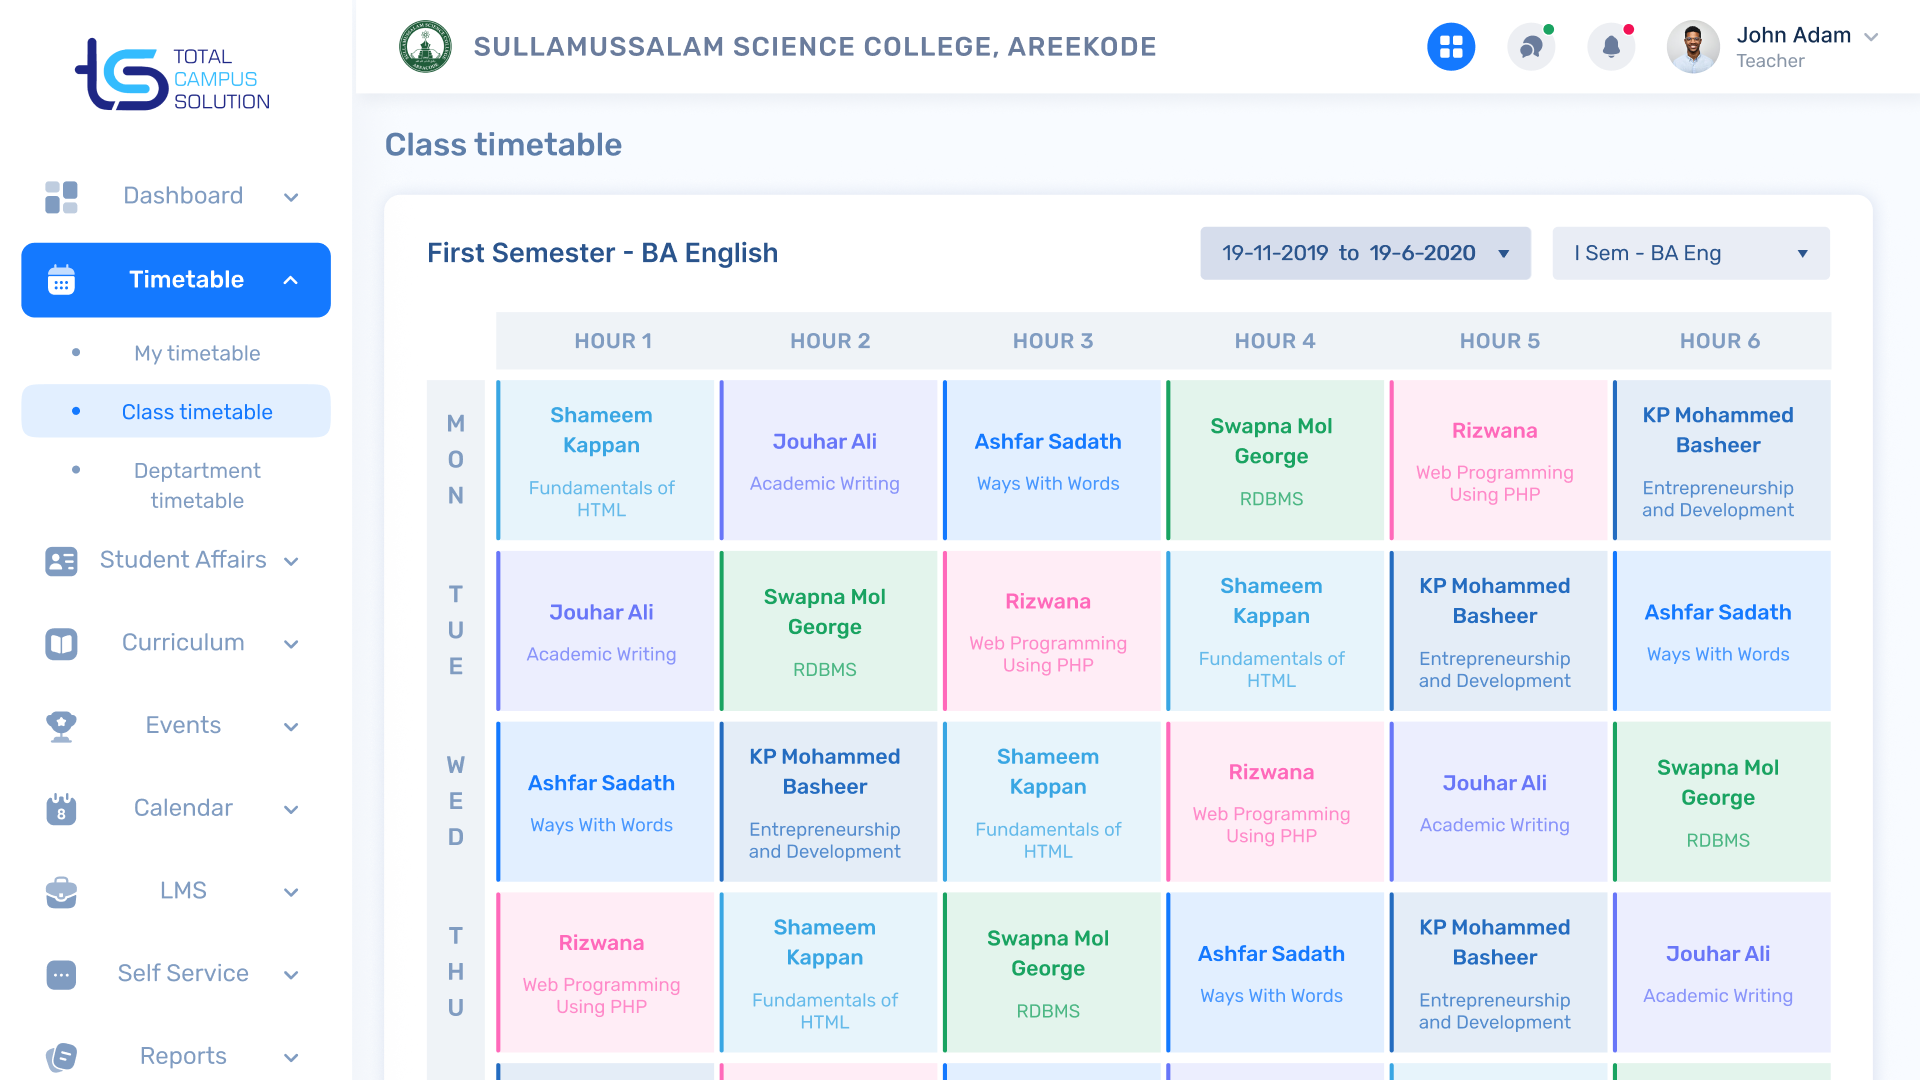 TOTAL
CAMPUS
SOLUTION
SULLAMUSSALAM SCIENCE COLLEGE, AREEKODE
John Adam
Teacher
Dashboard
Timetable
My timetable
Class timetable
Deptartment
timetable
Student Affairs
Curriculum
Events
8
Calendar
LMS
Self Service
Reports
Class timetable
First Semester - BA English
19-11-2019 to 19-6-2020
I Sem - BA Eng
HOUR 1 HOUR 2 HOUR 3 HOUR 4 HOUR 5 HOUR 6
MON
Shameem
Kappan
Fundamentals of
HTML
Jouhar Ali
Academic Writing
Ashfar Sadath
Ways With Words
Swapna Mol
George
RDBMS
Rizwana
Web Programming
Using PHP
KP Mohammed
Basheer
Entrepreneurship
and Development
TUE
Jouhar Ali
Academic Writing
Swapna Mol
George
RDBMS
Rizwana
Web Programming
Using PHP
Shameem
Kappan
Fundamentals of
HTML
KP Mohammed
Basheer
Entrepreneurship
and Development
Ashfar Sadath
Ways With Words
WED
Ashfar Sadath
Ways With Words
KP Mohammed
Basheer
Entrepreneurship
and Development
Shameem
Kappan
Fundamentals of
HTML
Rizwana
Web Programming
Using PHP
Jouhar Ali
Academic Writing
Swapna Mol
George
RDBMS
THU
Rizwana
Web Programming
Using PHP
Shameem
Kappan
Fundamentals of
HTML
Swapna Mol
George
RDBMS
Ashfar Sadath
Ways With Words
KP Mohammed
Basheer
Entrepreneurship
and Development
Jouhar Ali
Academic Writing